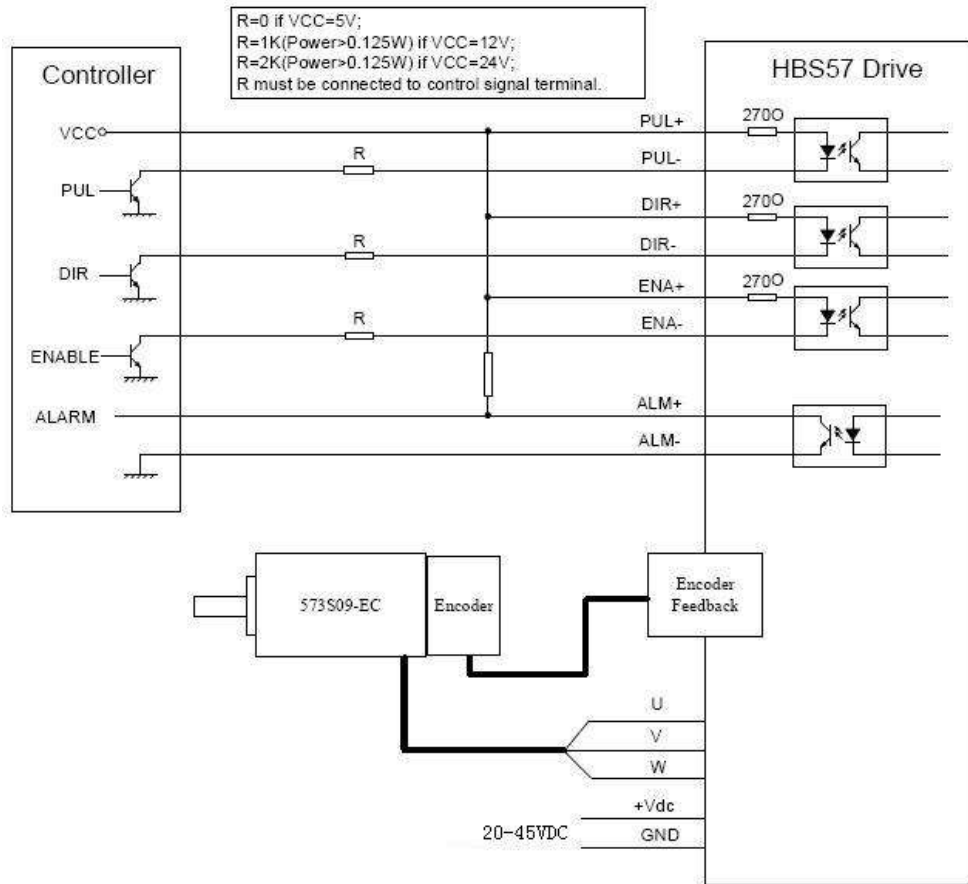 R=0 if VCC=5V;
R=1K(Power>0.125W) if VCC=12V;
R=2K(Power>0.125W) if VCC=24V;
R must be connected to control signal terminal.
Controller
HBS57 Drive
VCC
PUL+
270O
R
PUL-
PUL
DIR+
270O
R
DIR-
DIR
ENA+
270O
R
ENA-
ENABLE
ALARM
ALM+
ALM-
573S09-EC
Encoder
Encoder
Feedback
U
V
W
+Vdc
20-45VDC
GND